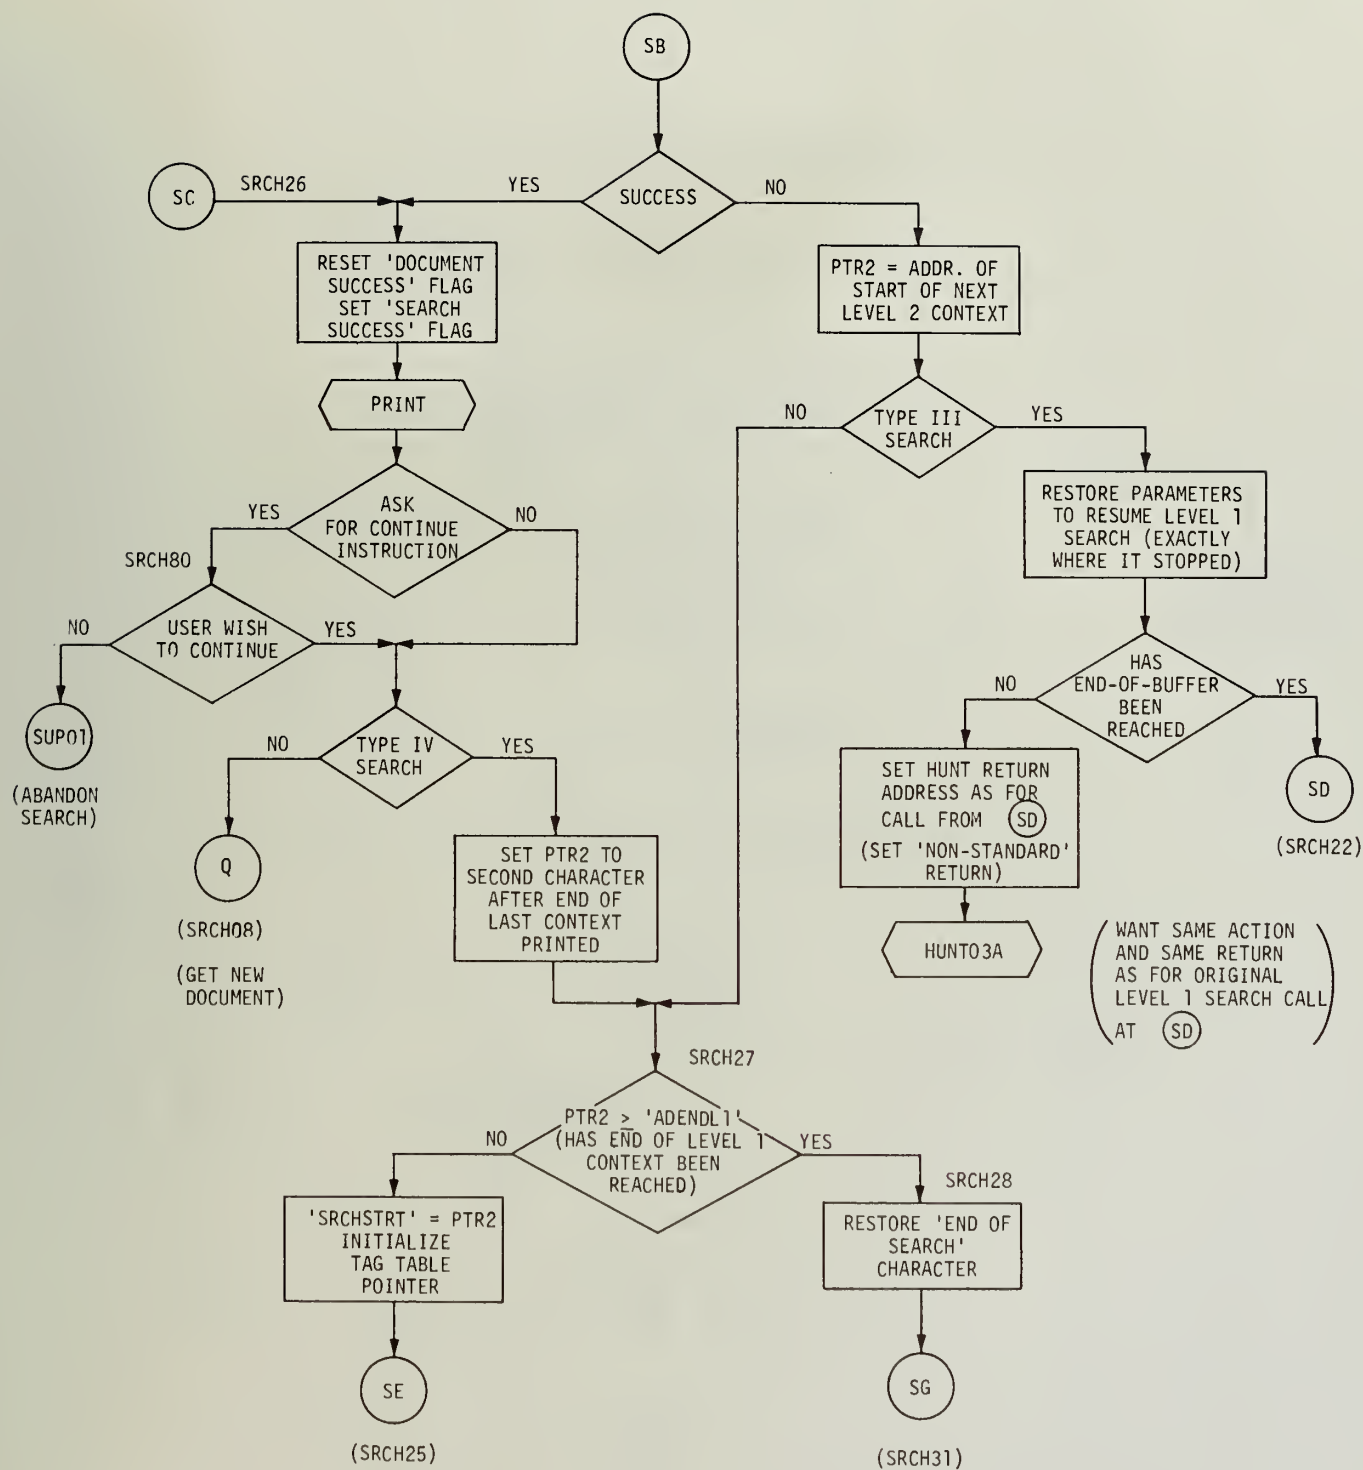 SB
SC
SRCH26
YES
SUCCESS
NO
RESET 'DOCUMENT
SUCCESS' FLAG
SET 'SEARCH
SUCCESS' FLAG
PTR2 = ADDR. OF
START OF NEXT
LEVEL 2 CONTEXT
PRINT
NO
TYPE III
SEARCH
YES
YES
ASK
FOR CONTINUE
INSTRUCTION
NO
RESTORE PARAMETERS
TO RESUME LEVEL 1
SEARCH (EXACTLY
WHERE IT STOPPED)
SRCH80
NO
USER WISH
TO CONTINUE
YES
NO
HAS
END-OF-BUFFER
BEEN
REACHED
YES
SUP01
(ABANDON
SEARCH)
NO
TYPE IV
SEARCH
YES
SET HUNT RETURN
ADDRESS AS FOR
CALL FROM SD
(SET 'NON-STANDARD'
RETURN)
SD
(SRCH22)
Q
(SRCH08)
(GET NEW
DOCUMENT)
SET PTR2 TO
SECOND CHARACTER
AFTER END OF
LAST CONTEXT
PRINTED
HUNT03A
WANT SAME ACTION
AND SAME RETURN
AS FOR ORIGINAL
LEVEL 1 SEARCH CALL
AT SD
SRCH27
NO
PTR2 ≥ 'ADENDL1'
(HAS END OF LEVEL 1
CONTEXT BEEN
REACHED)
YES
SRCH28
'SRCHSTRT' = PTR2
INITIALIZE
TAG TABLE
POINTER
RESTORE 'END OF
SEARCH'
CHARACTER
SE
(SRCH25)
SG
(SRCH31)